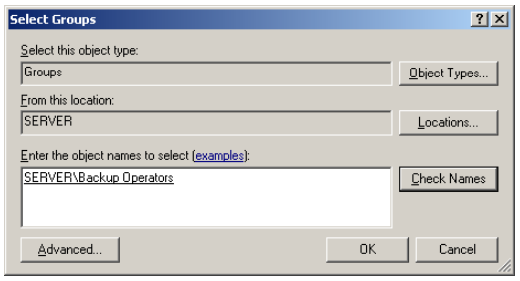 Select Groups
Select this object type:
Groups
Object Types...
From this location:
SERVER
Locations...
Enter the object names to select (examples):
SERVER\Backup Operators
Check Names
Advanced...
OK
Cancel